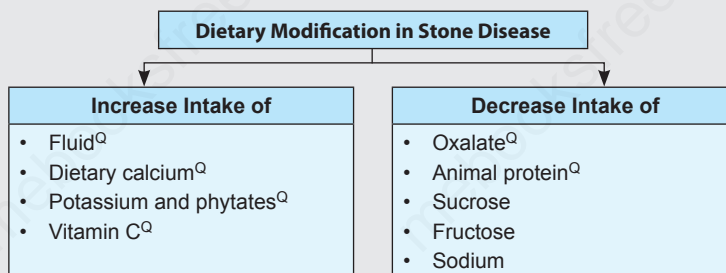 Dietary Modification in Stone Disease
Increase Intake of
• FluidQ
• Dietary calciumQ
• Potassium and phytatesQ
• Vitamin CQ
Decrease Intake of
• OxalateQ
• Animal proteinQ
• Sucrose
• Fructose
• Sodium